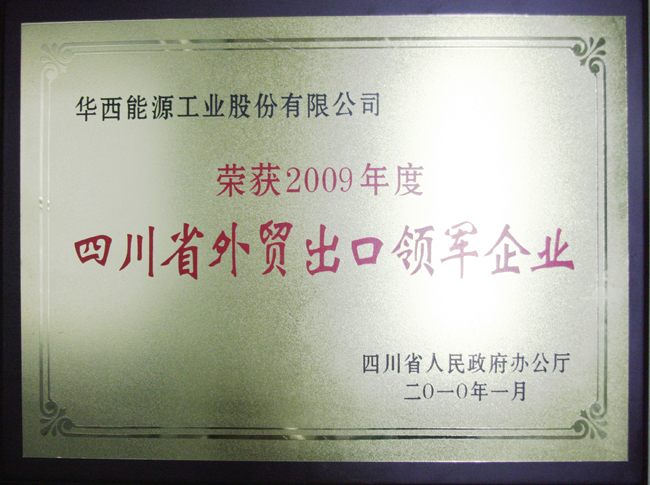 华西能源工业股份有限公司
荣获2009年度
四川省外贸出口领军企业
四川省人民政府办公厅
二〇一〇年一月